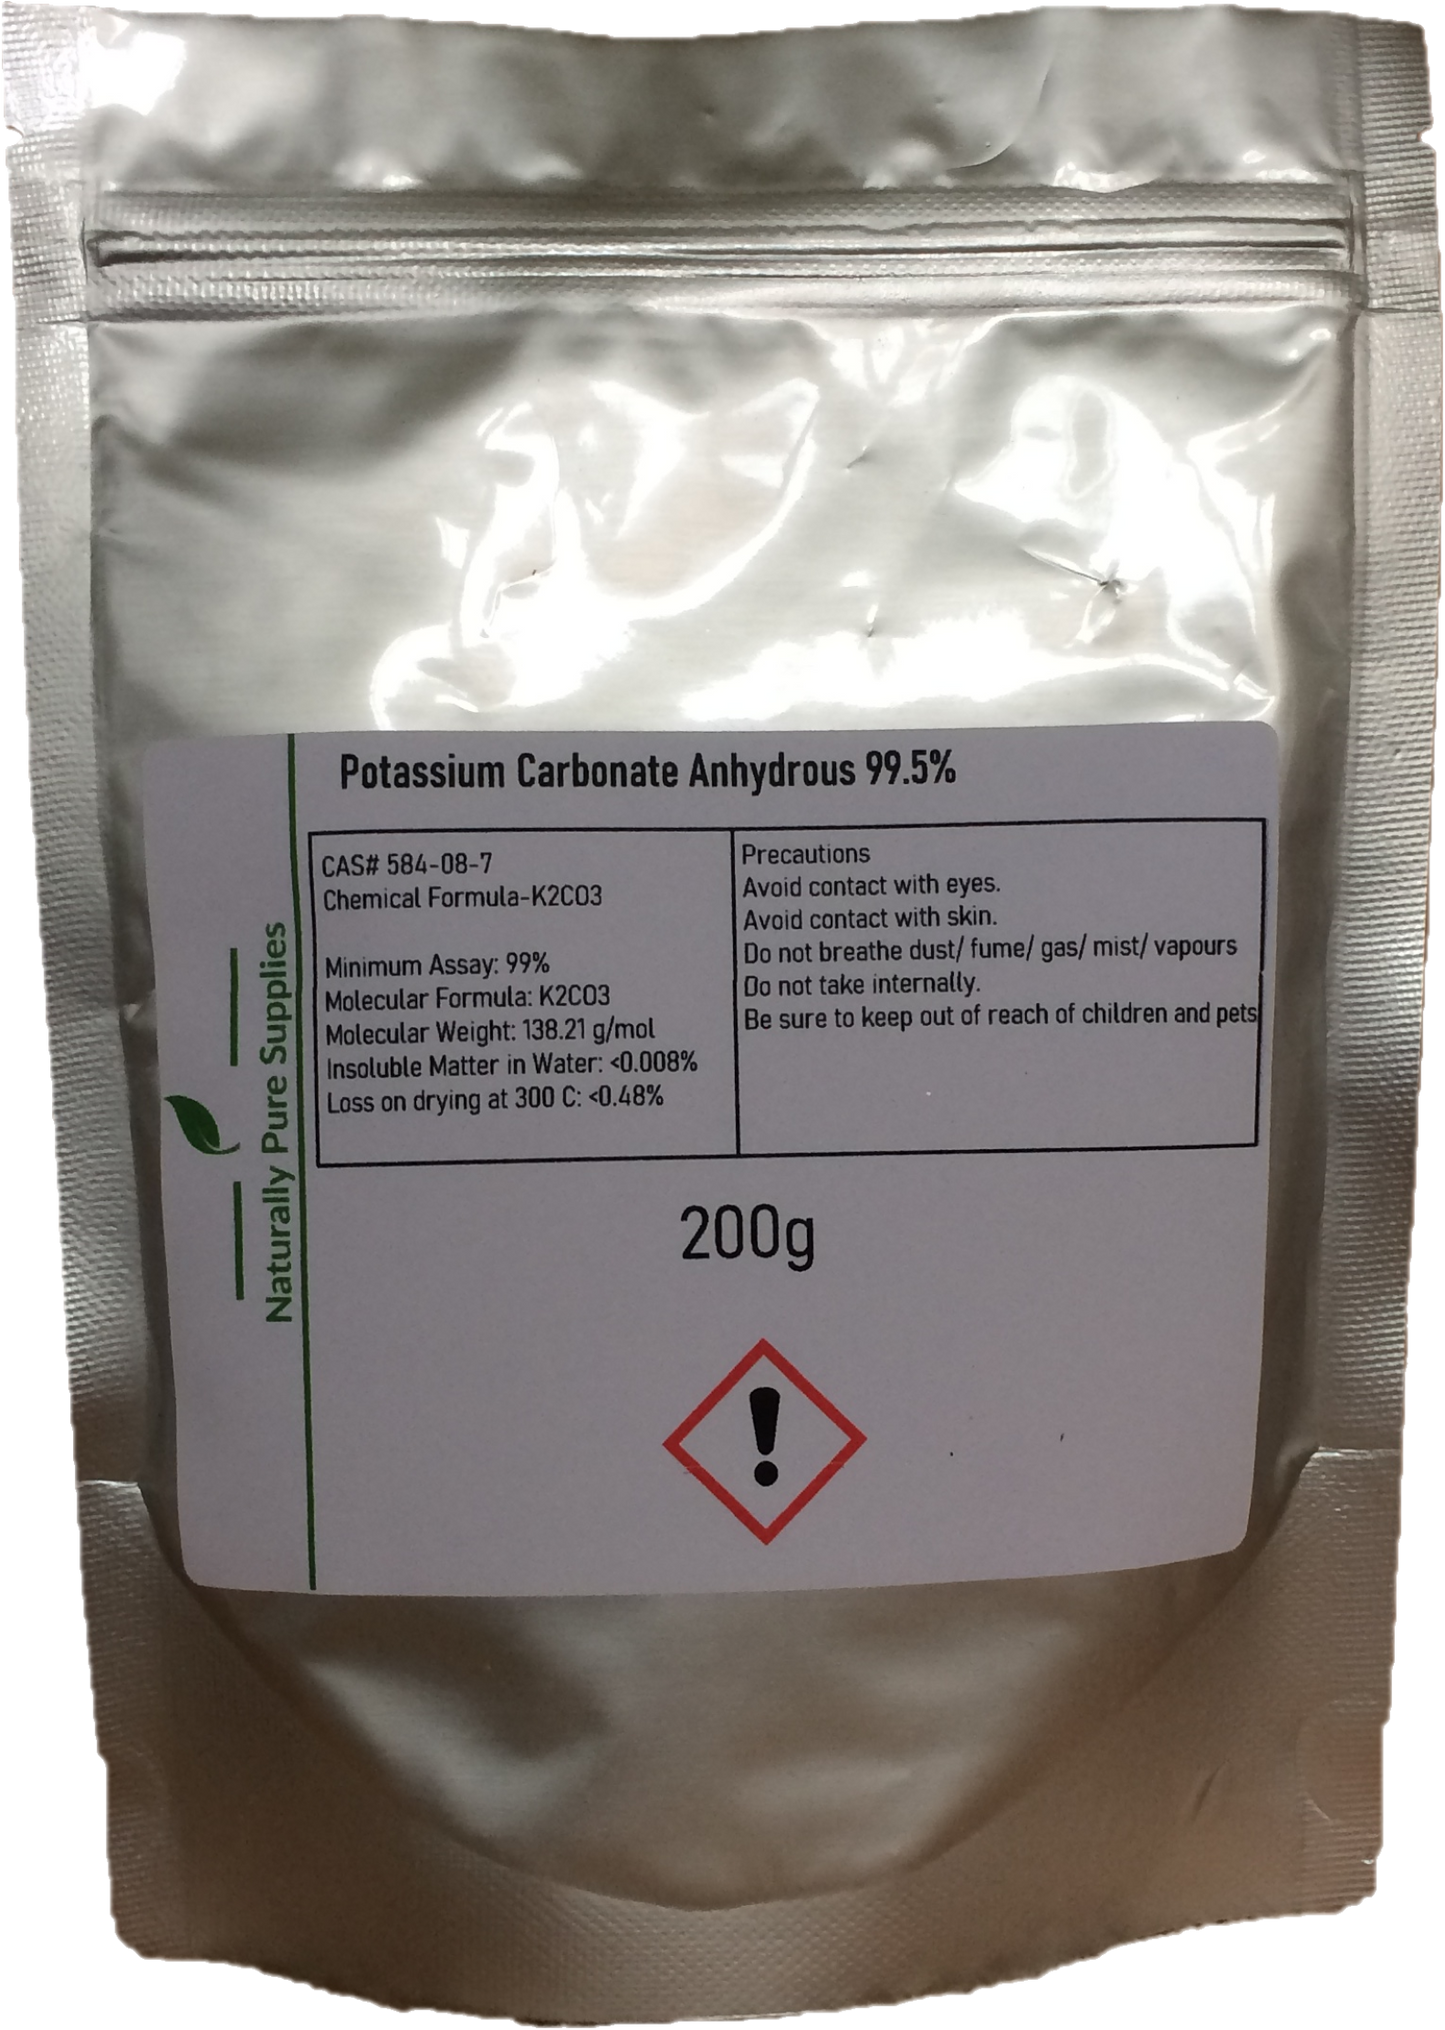 Potassium Carbonate Anhydrous 99.5%
CAS# 584-08-7
Chemical Formula-K2CO3
Minimum Assay: 99%
Molecular Formula: K2CO3
Molecular Weight: 138.21 g/mol
Insoluble Matter in Water: <0.008%
Loss on drying at 300 C: <0.48%
Precautions
Avoid contact with eyes.
Avoid contact with skin.
Do not breathe dust/ fume/ gas/ mist/ vapours
Do not take internally.
Be sure to keep out of reach of children and pets
200g
!
Naturally Pure Supplies